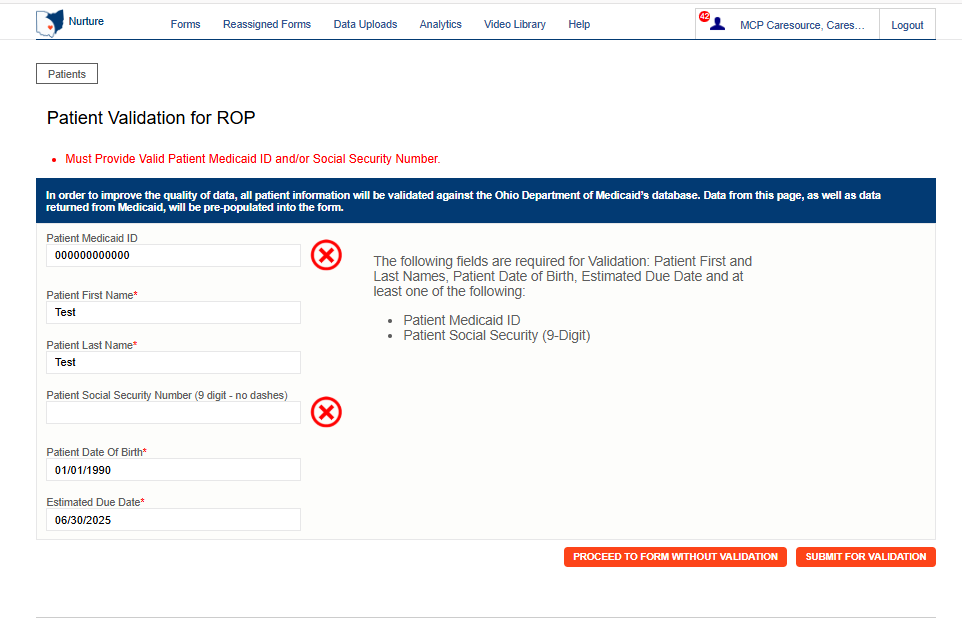 Nurture
Forms
Reassigned Forms
Data Uploads
Analytics
Video Library
Help
42
MCP Caresource, Cares...
Logout
Patients
Patient Validation for ROP
Must Provide Valid Patient Medicaid ID and/or Social Security Number.
In order to improve the quality of data, all patient information will be validated against the Ohio Department of Medicaid's database. Data from this page, as well as data
returned from Medicaid, will be pre-populated into the form.
Patient Medicaid ID
000000000000
Patient First Name*
Test
Patient Last Name*
Test
Patient Social Security Number (9 digit - no dashes)
Patient Date Of Birth*
01/01/1990
Estimated Due Date*
06/30/2025
The following fields are required for Validation: Patient First and
Last Names, Patient Date of Birth, Estimated Due Date and at
least one of the following:
Patient Medicaid ID
Patient Social Security (9-Digit)
PROCEED TO FORM WITHOUT VALIDATION
SUBMIT FOR VALIDATION